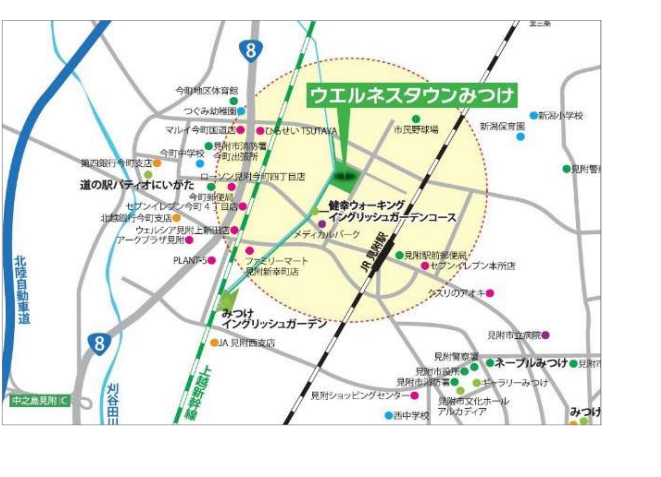 至三条
8
今町地区体育館
つぐみ幼稚園
マルイ今町国道店
ひらせいTSUTAYA
ウエルネスタウンみつけ
市民野球場
新潟小学校
新潟保育園
見附警
見附市消防署
今町出張所
今町中学校
第四銀行今町支店
ローソン見附今町四丁目店
道の駅パティオにいがた
今町郵便局
セブンイレブン今町4丁目店
北越銀行今町支店
ウェルシア見附上新田店
アークプラザ見附
PLANT-5
健幸ウォーキング
イングリッシュガーデンコース
メディカルパーク
ファミリーマート
見附新幸町店
JR 見附駅
見附駅前郵便局
セブンイレブン本所店
クスリのアオキ
みつけ
イングリッシュガーデン
北陸自動車道
8
JA 見附西支店
見附市立病院
見附警察署
ネーブルみつけ
見附市
見附市役所
見附市消防署
ギャラリーみつけ
見附ショッピングセンター
見附市文化ホール
アルカディア
西中学校
みつけ
上越新幹線
刈谷田川
中之島見附IC